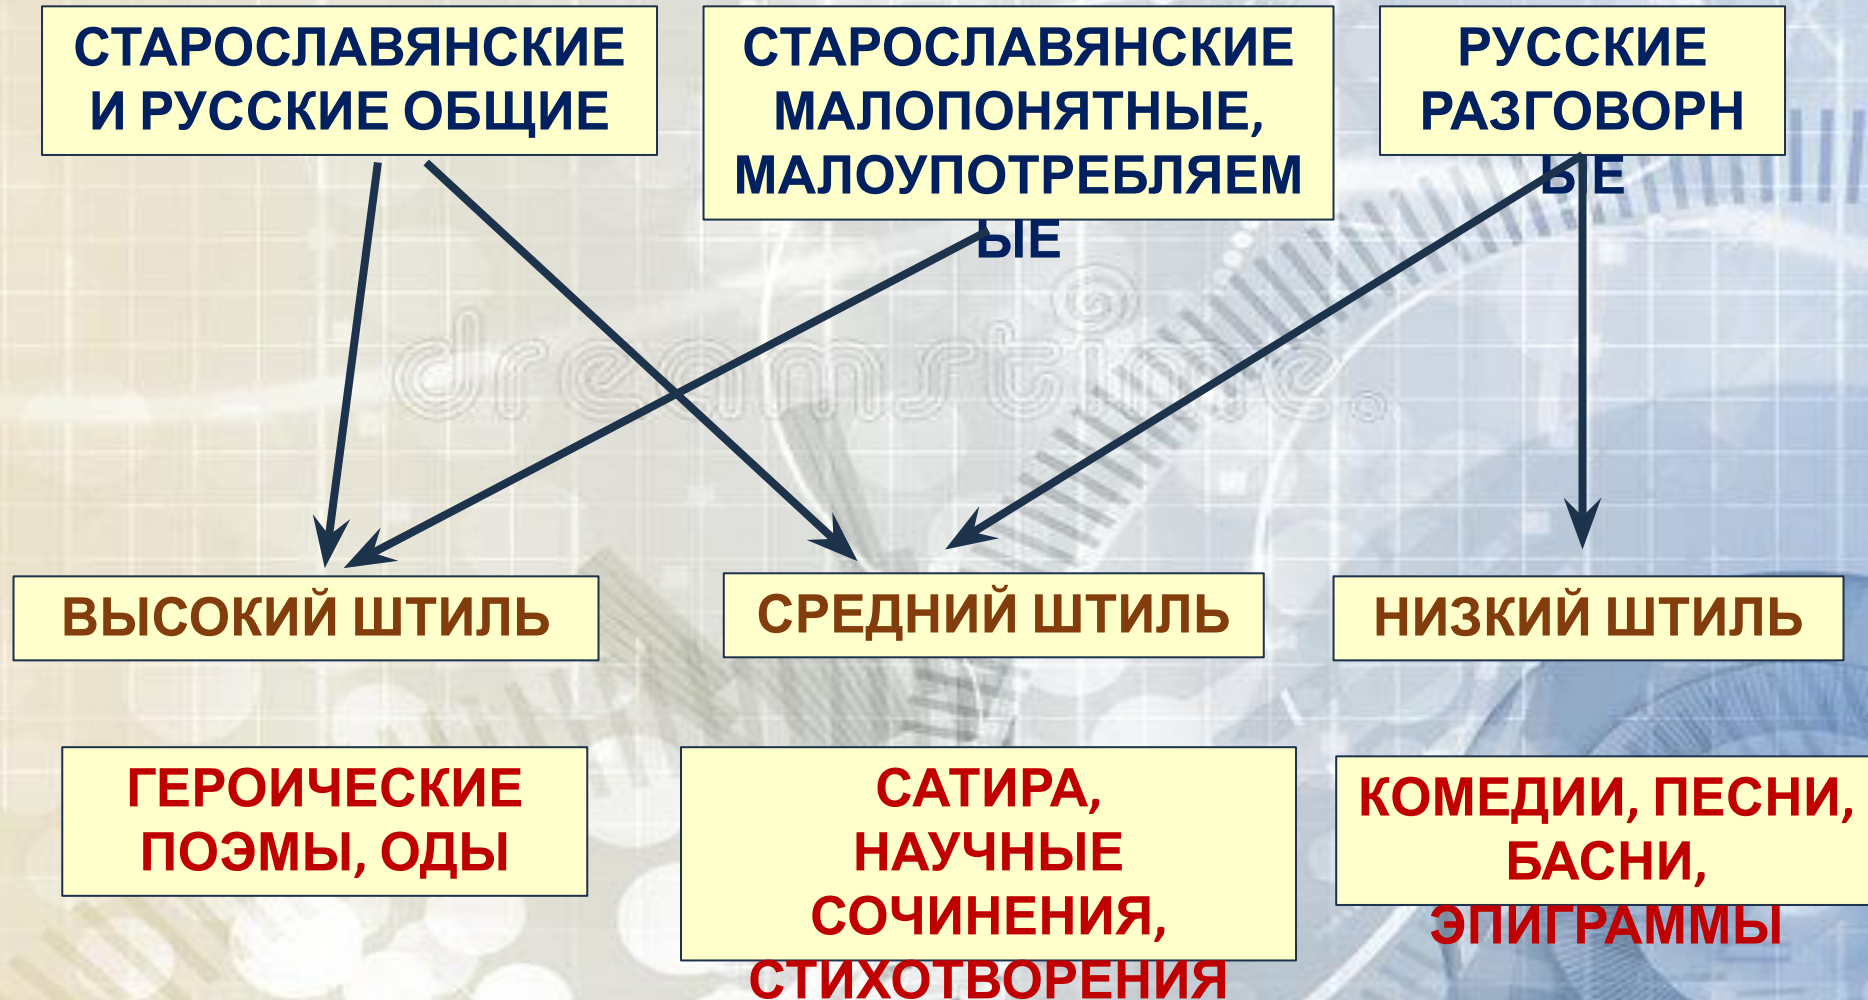 СТАРОСЛАВЯНСКИЕ
И РУССКИЕ ОБЩИЕ
СТАРОСЛАВЯНСКИЕ
МАЛОПОНЯТНЫЕ,
МАЛОУПОТРЕБЛЯЕМ
ЫЕ
РУССКИЕ
РАЗГОВОРН
ЫЕ
dreamstime.
ВЫСОКИЙ ШТИЛЬ
СРЕДНИЙ ШТИЛЬ
НИЗКИЙ ШТИЛЬ
ГЕРОИЧЕСКИЕ
ПОЭМЫ, ОДЫ
САТИРА,
НАУЧНЫЕ
СОЧИНЕНИЯ,
СТИХОТВОРЕНИЯ
КОМЕДИИ, ПЕСНИ,
БАСНИ,
ЭПИГРАММЫ